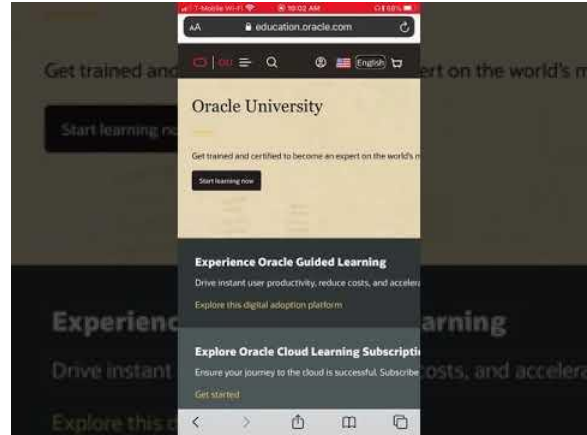 T-Mobile Wi-Fi 10:02 AM 68%
AA education.oracle.com
OU English
Oracle University
Get trained and certified to become an expert on the world's m
Start learning now
Experience Oracle Guided Learning
Drive instant user productivity, reduce costs, and accelera
Explore this digital adoption platform
Explore Oracle Cloud Learning Subscripti
Ensure your journey to the cloud is successful. Subscribe
Get started
Get trained and
ert on the world's m
Start learning no
Experienc
arning
Drive instant
costs, and accelera
Explore this d